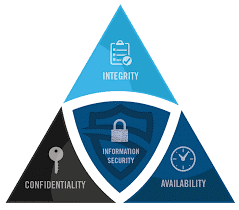 INTEGRITY
INFORMATION
SECURITY
CONFIDENTIALITY
AVAILABILITY